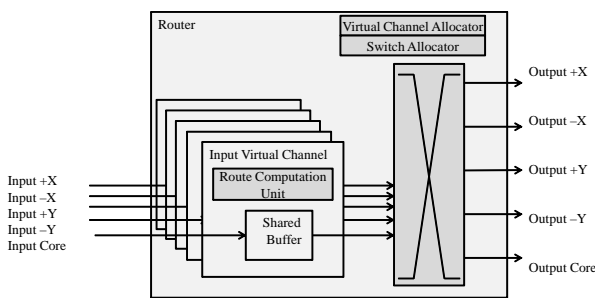 Router
Virtual Channel Allocator
Switch Allocator
Input Virtual Channel
Route Computation
Unit
Shared
Buffer
Input +X
Input –X
Input +Y
Input –Y
Input Core
Output +X
Output –X
Output +Y
Output –Y
Output Core